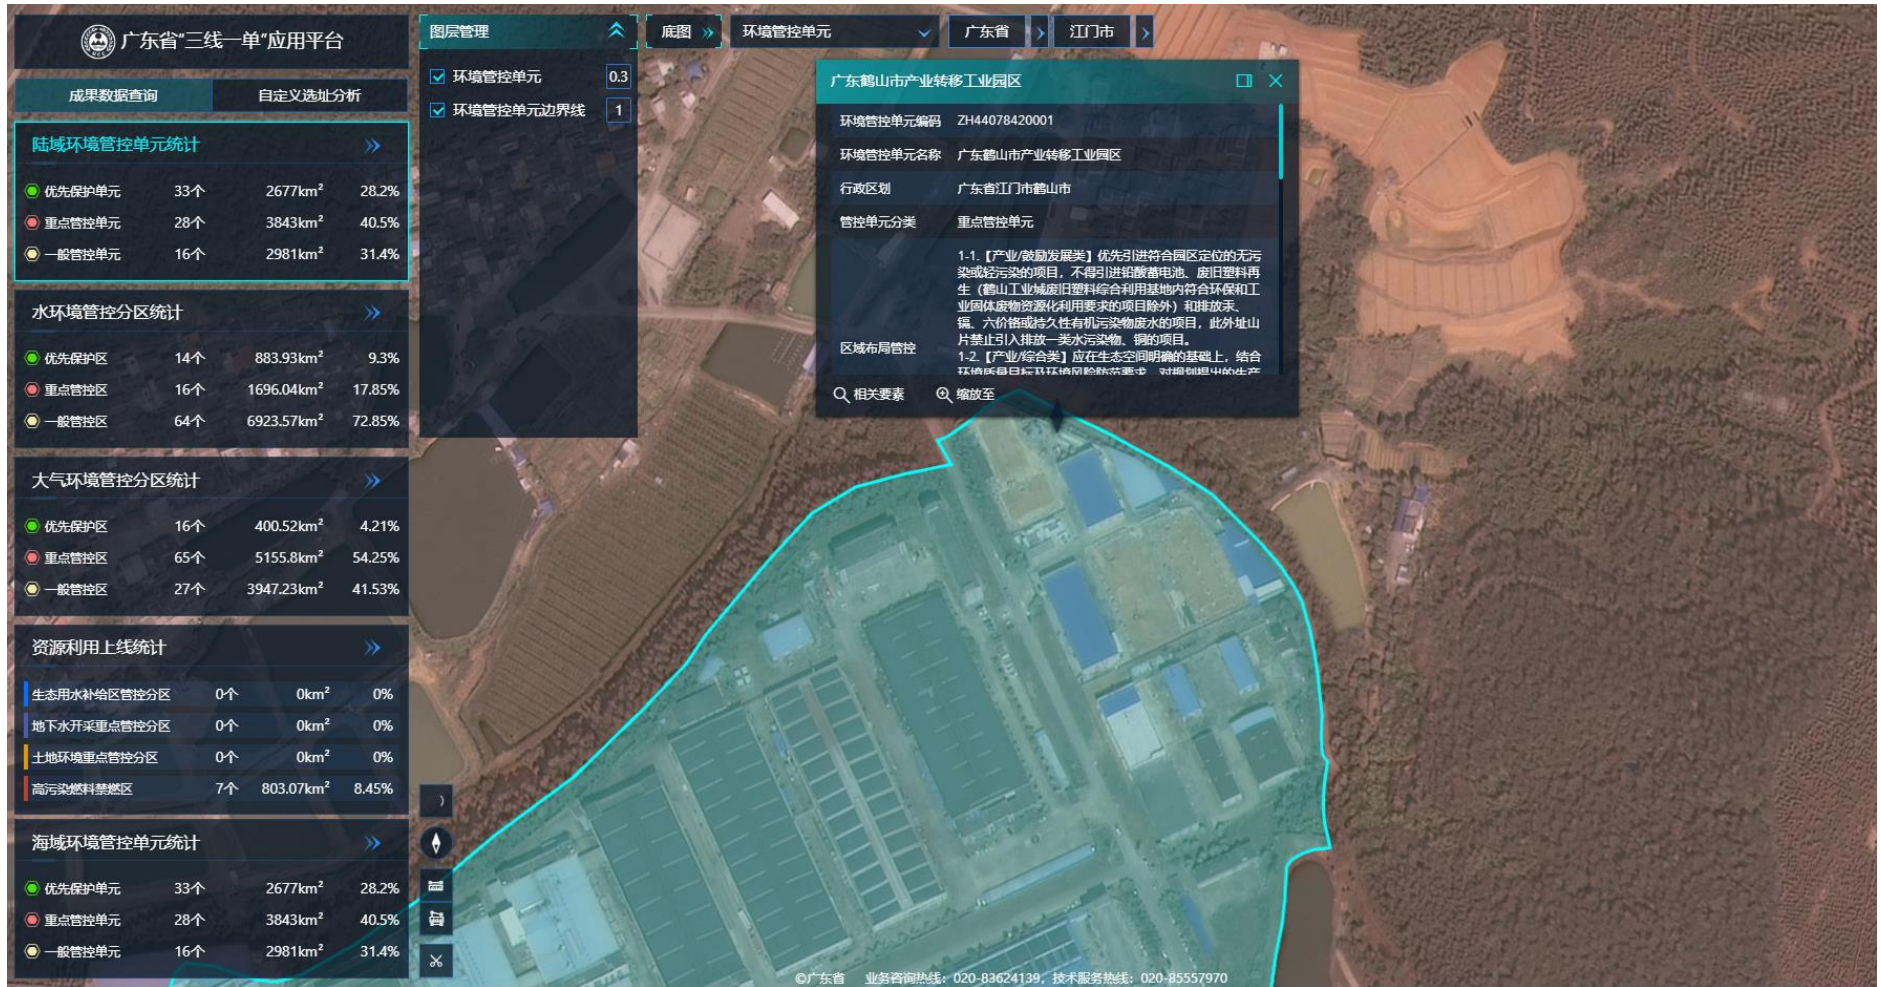 广东省"三线一单"应用平台
成果数据查询 自定义选址分析
陆域环境管控单元统计
优先保护单元 33个 2677km² 28.2%
重点管控单元 28个 3843km² 40.5%
一般管控单元 16个 2981km² 31.4%
水环境管控分区统计
优先保护区 14个 883.93km² 9.3%
重点管控区 16个 1696.04km² 17.85%
一般管控区 64个 6923.57km² 72.85%
大气环境管控分区统计
优先保护区 16个 400.52km² 4.21%
重点管控区 65个 5155.8km² 54.25%
一般管控区 27个 3947.23km² 41.53%
资源利用上线统计
生态用水补给区管控分区 0个 0km² 0%
地下水开采重点管控分区 0个 0km² 0%
土地环境重点管控分区 0个 0km² 0%
高污染燃料禁燃区 7个 803.07km² 8.45%
海域环境管控单元统计
优先保护单元 33个 2677km² 28.2%
重点管控单元 28个 3843km² 40.5%
一般管控单元 16个 2981km² 31.4%
图层管理
环境管控单元 0.3
环境管控单元边界线 1
底图 环境管控单元 广东省 江门市
广东鹤山市产业转移工业园区
环境管控单元编码 ZH44078420001
环境管控单元名称 广东鹤山市产业转移工业园区
行政区划 广东省江门市鹤山市
管控单元分类 重点管控单元
区域布局管控
1-1.【产业/鼓励发展类】优先引进符合园区定位的无污
染或轻污染的项目，不得引进铅酸蓄电池、废旧塑料再
生（鹤山工业城废旧塑料综合利用基地内符合环保和工
业固体废物资源化利用要求的项目除外）和排放汞、
镉、六价铬或持久性有机污染物废水的项目，此外址山
片禁止引入排放一类水污染物、铜的项目。
1-2.【产业/综合类】应在生态空间明确的基础上，结合
环境质量目标及环境风险防范要求，对规划提出的生产
相关要素 缩放至
©广东省 业务咨询热线：020-83624139，技术服务热线：020-85557970